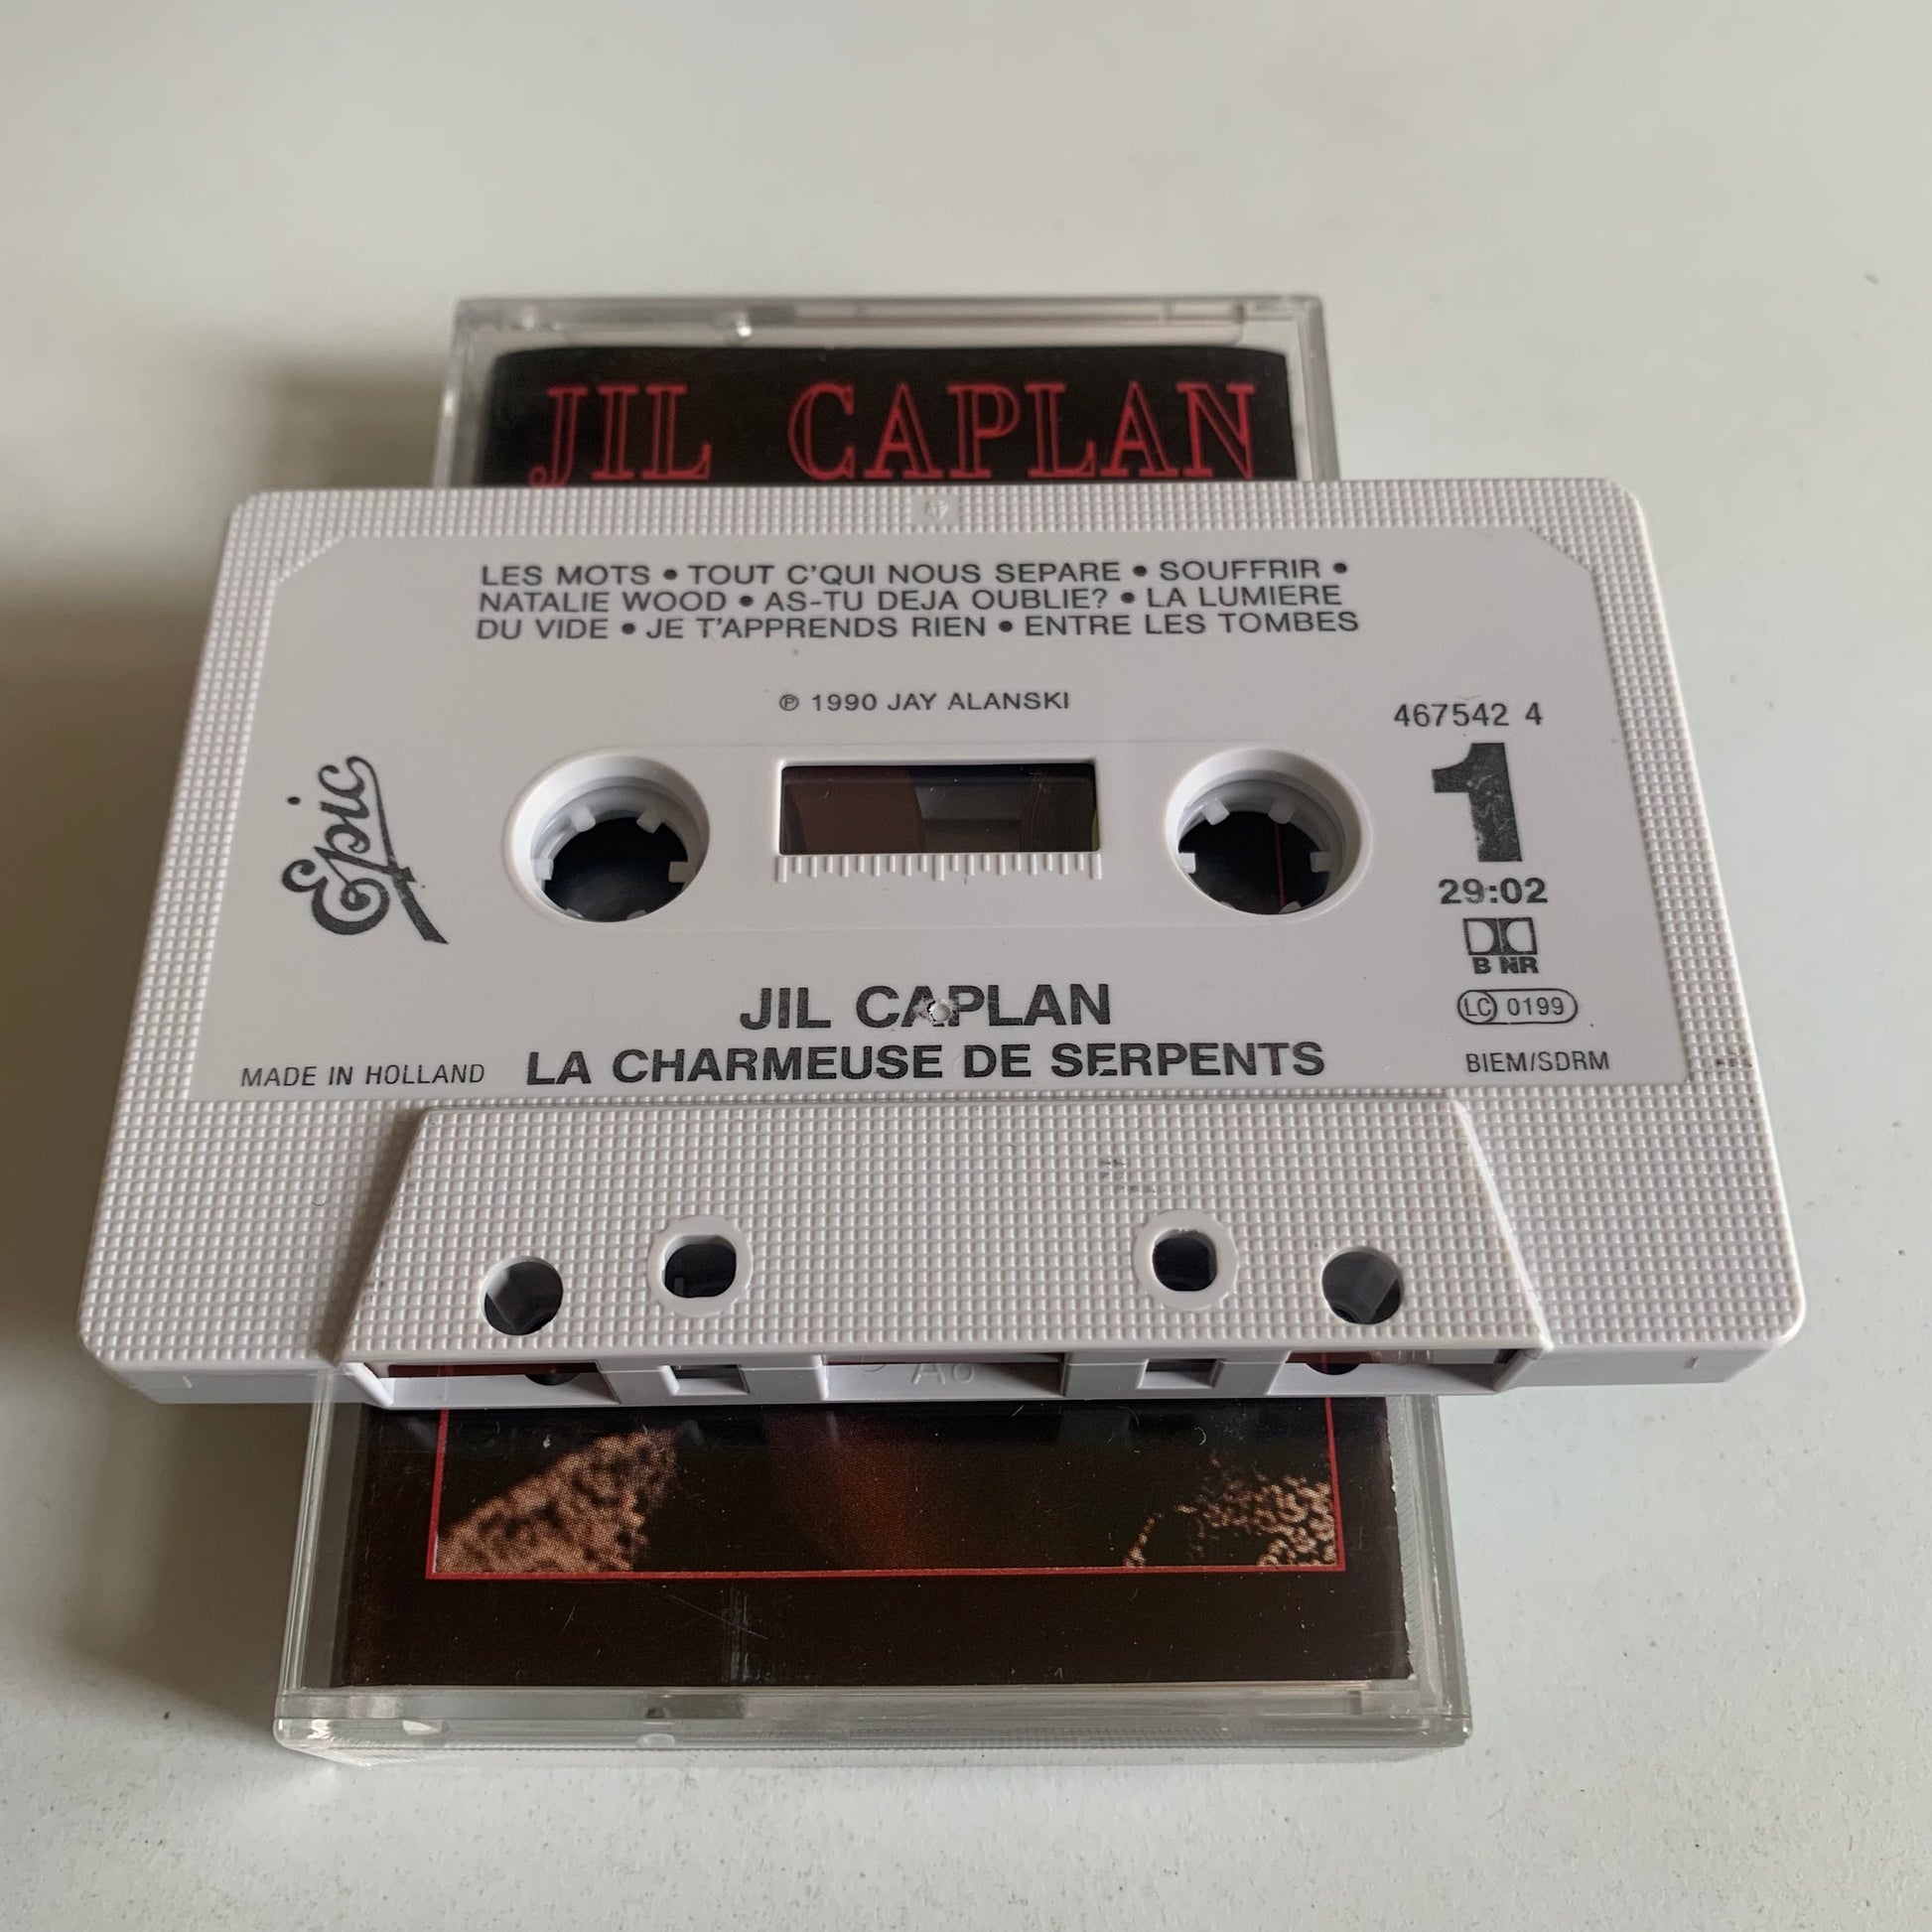 JIL CAPLAN
LES MOTS • TOUT C'QUI NOUS SEPARE • SOUFFRIR •
NATALIE WOOD • AS-TU DEJA OUBLIE? • LA LUMIERE
DU VIDE • JE T'APPRENDS RIEN • ENTRE LES TOMBES
℗ 1990 JAY ALANSKI
467542 4
Epic
1
29:02
B NR
LC 0199
JIL CAPLAN
LA CHARMEUSE DE SERPENTS
MADE IN HOLLAND
BIEM/SDRM